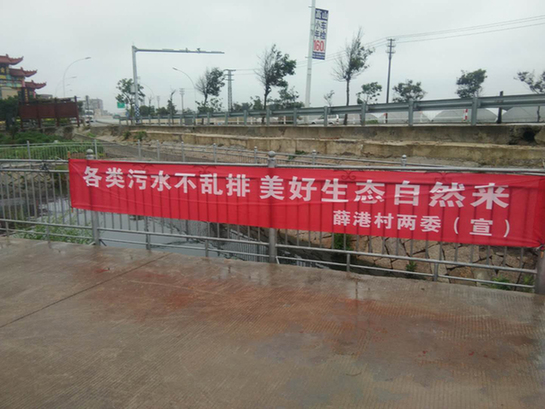 各类污水不乱排 美好生态自然来
薛港村两委（宣）